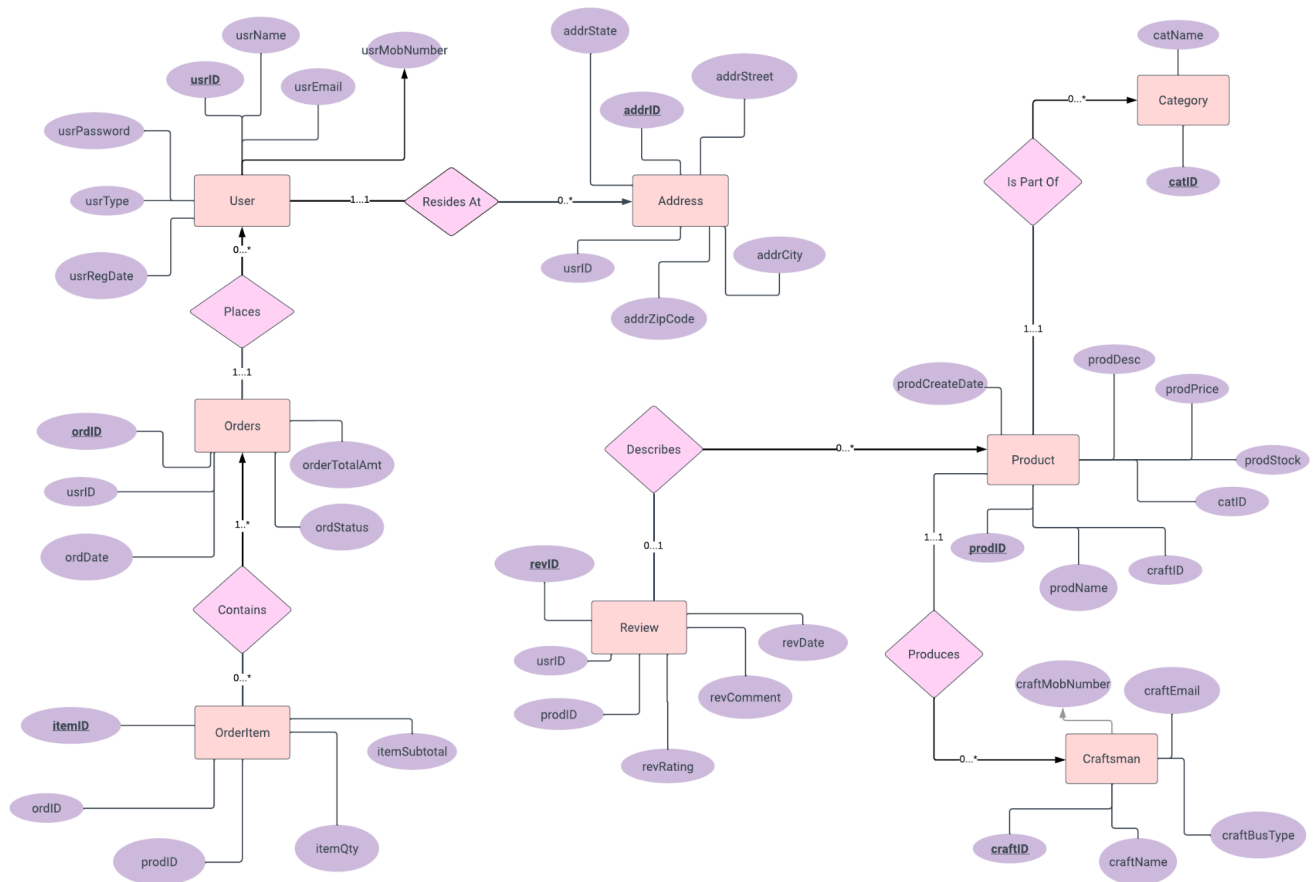 usrName
usrMobNumber
usrID
usrEmail
usrPassword
usrType
User
usrRegDate
1...1
Resides At
0..*
addrState
addrStreet
addrID
Address
usrID
addrCity
addrZipCode
catName
Category
0...*
catID
Is Part Of
1...1
0...*
Places
1...1
ordID
Orders
orderTotalAmt
usrID
ordStatus
ordDate
1..*
Contains
0...*
itemID
OrderItem
itemSubtotal
ordID
prodID
itemQty
Describes
0...*
0...1
revID
Review
revDate
usrID
revComment
prodID
revRating
prodCreateDate
prodDesc
prodPrice
Product
prodStock
catID
prodID
craftID
prodName
1...1
Produces
0...*
craftMobNumber
craftEmail
Craftsman
craftBusType
craftID
craftName